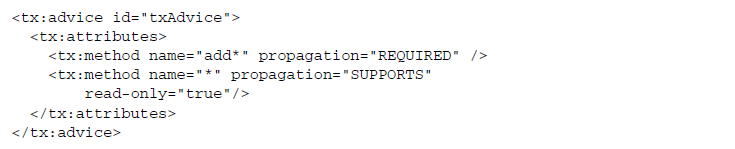 <tx:advice id="txAdvice">
  <tx:attributes>
    <tx:method name="add*" propagation="REQUIRED" />
    <tx:method name="*" propagation="SUPPORTS"
        read-only="true"/>
  </tx:attributes>
</tx:advice>